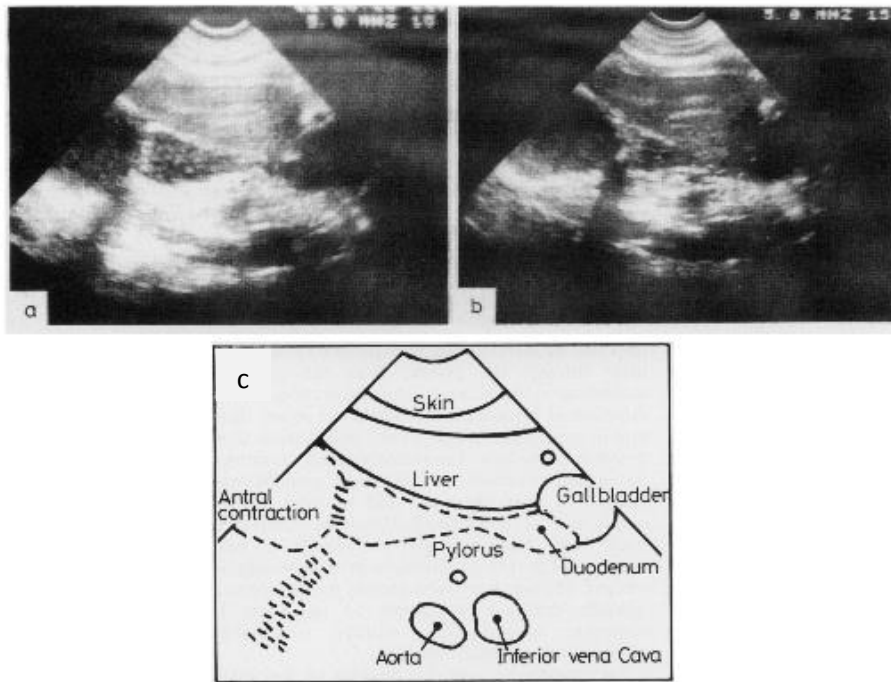 5.0 MHZ 15
a
5.0 MHZ 15
b
c
Skin
Liver
Antral
contraction
Gallbladder
Pylorus
Duodenum
Aorta
Inferior vena Cava